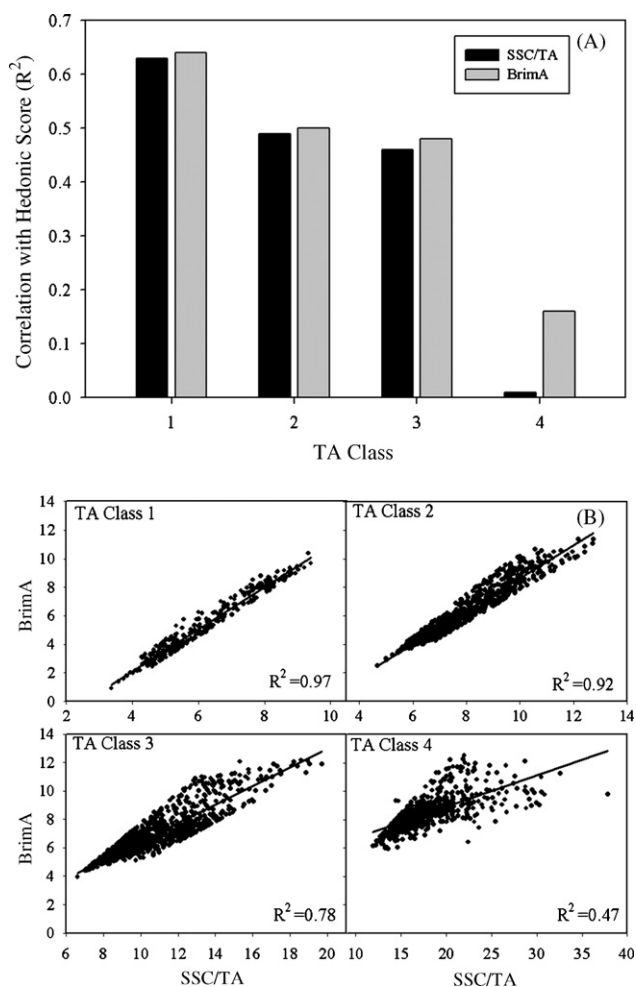 (A)
SSC/TA
BrimA
Correlation with Hedonic Score (R²)
0.7
0.6
0.5
0.4
0.3
0.2
0.1
0.0
1 2 3 4
TA Class
(B)
TA Class 1
TA Class 2
BrimA
14
12
10
8
6
4
2
0
R² =0.97
R² =0.92
2 4 6 8 10
4 6 8 10 12 14
TA Class 3
TA Class 4
BrimA
14
12
10
8
6
4
2
0
R² =0.78
R² =0.47
6 8 10 12 14 16 18 20
10 15 20 25 30 35 40
SSC/TA
SSC/TA